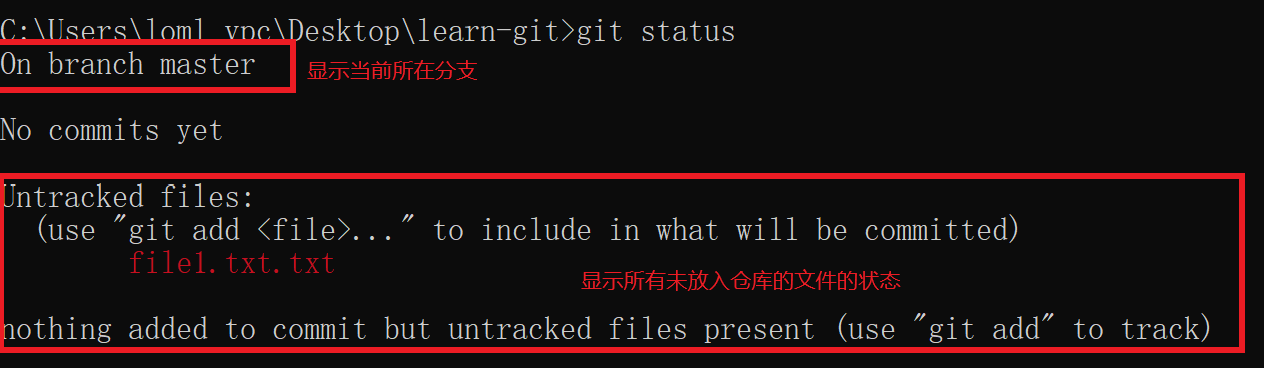 C:\Users\loml_vpc\Desktop\learn-git>git status
On branch master
显示当前所在分支
No commits yet
Untracked files:
(use "git add <file>..." to include in what will be committed)
file1.txt.txt
显示所有未放入仓库的文件的状态
nothing added to commit but untracked files present (use "git add" to track)